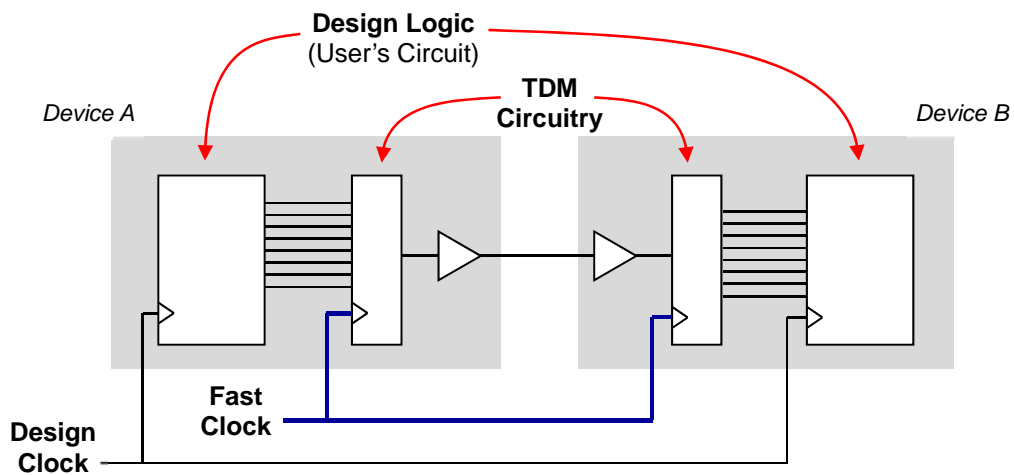 Design Logic
(User's Circuit)
Device A
TDM
Circuitry
Device B
Fast
Clock
Design
Clock